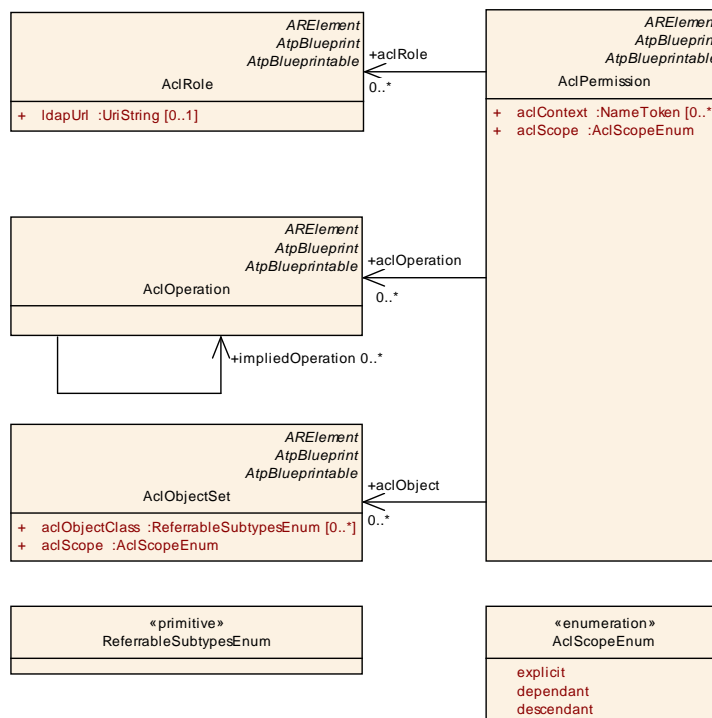 ARElement
AtpBlueprint
AtpBlueprintable
AclRole
+ ldapUrl :UriString [0..1]
+aclRole
0..*
ARElement
AtpBlueprint
AtpBlueprintable
AclPermission
+ aclContext :NameToken [0..*
+ aclScope :AclScopeEnum
ARElement
AtpBlueprint
AtpBlueprintable
AclOperation
+aclOperation
0..*
+impliedOperation 0..*
ARElement
AtpBlueprint
AtpBlueprintable
AclObjectSet
+ aclObjectClass :ReferrableSubtypesEnum [0..*]
+ aclScope :AclScopeEnum
+aclObject
0..*
«primitive»
ReferrableSubtypesEnum
«enumeration»
AclScopeEnum
explicit
dependant
descendant